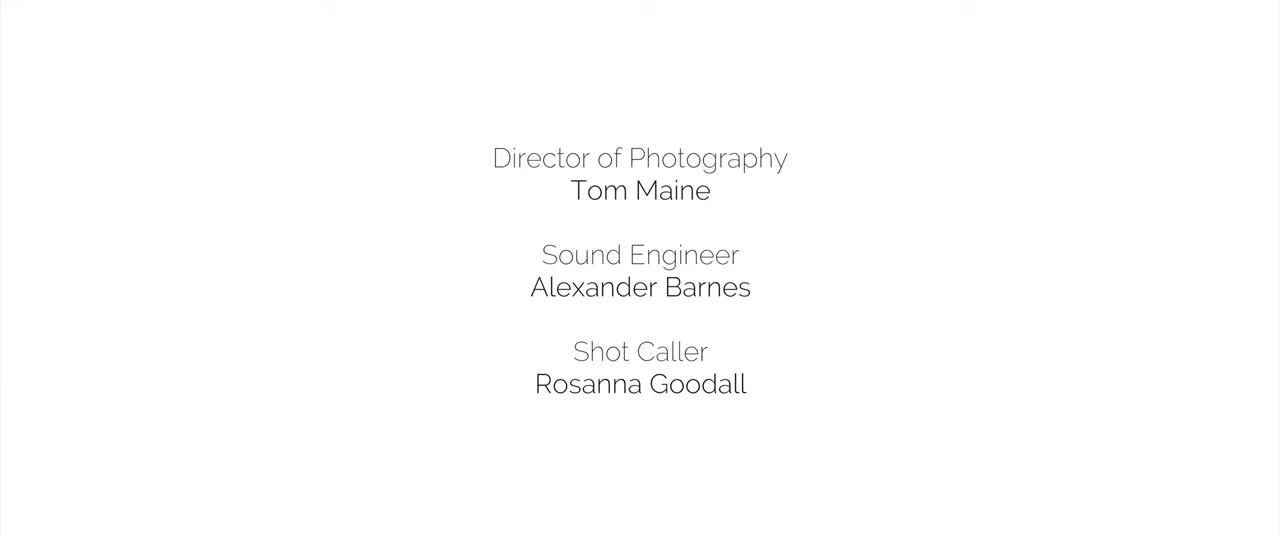 Director of Photography
Tom Maine
Sound Engineer
Alexander Barnes
Shot Caller
Rosanna Goodall